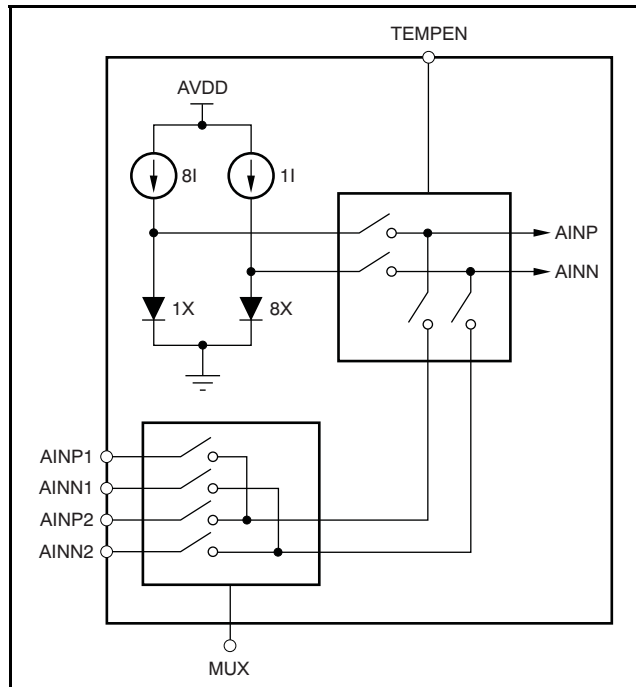 TEMPEN
AVDD
8I
1I
AINP
AINN
1X
8X
AINP1
AINN1
AINP2
AINN2
MUX